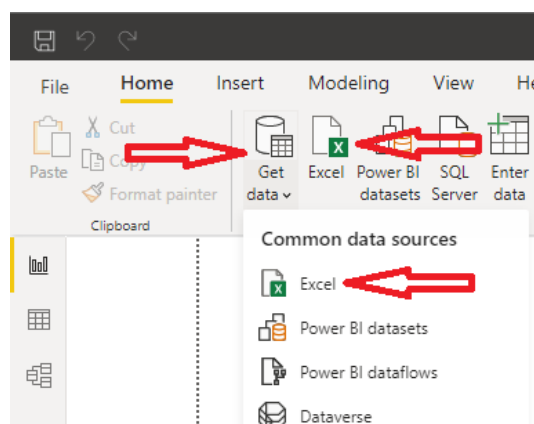 File Home Insert Modeling View He
Cut
Copy
Format painter
Paste
Clipboard
Get data
Excel
Power BI datasets
SQL Server
Enter data
Common data sources
Excel
Power BI datasets
Power BI dataflows
Dataverse